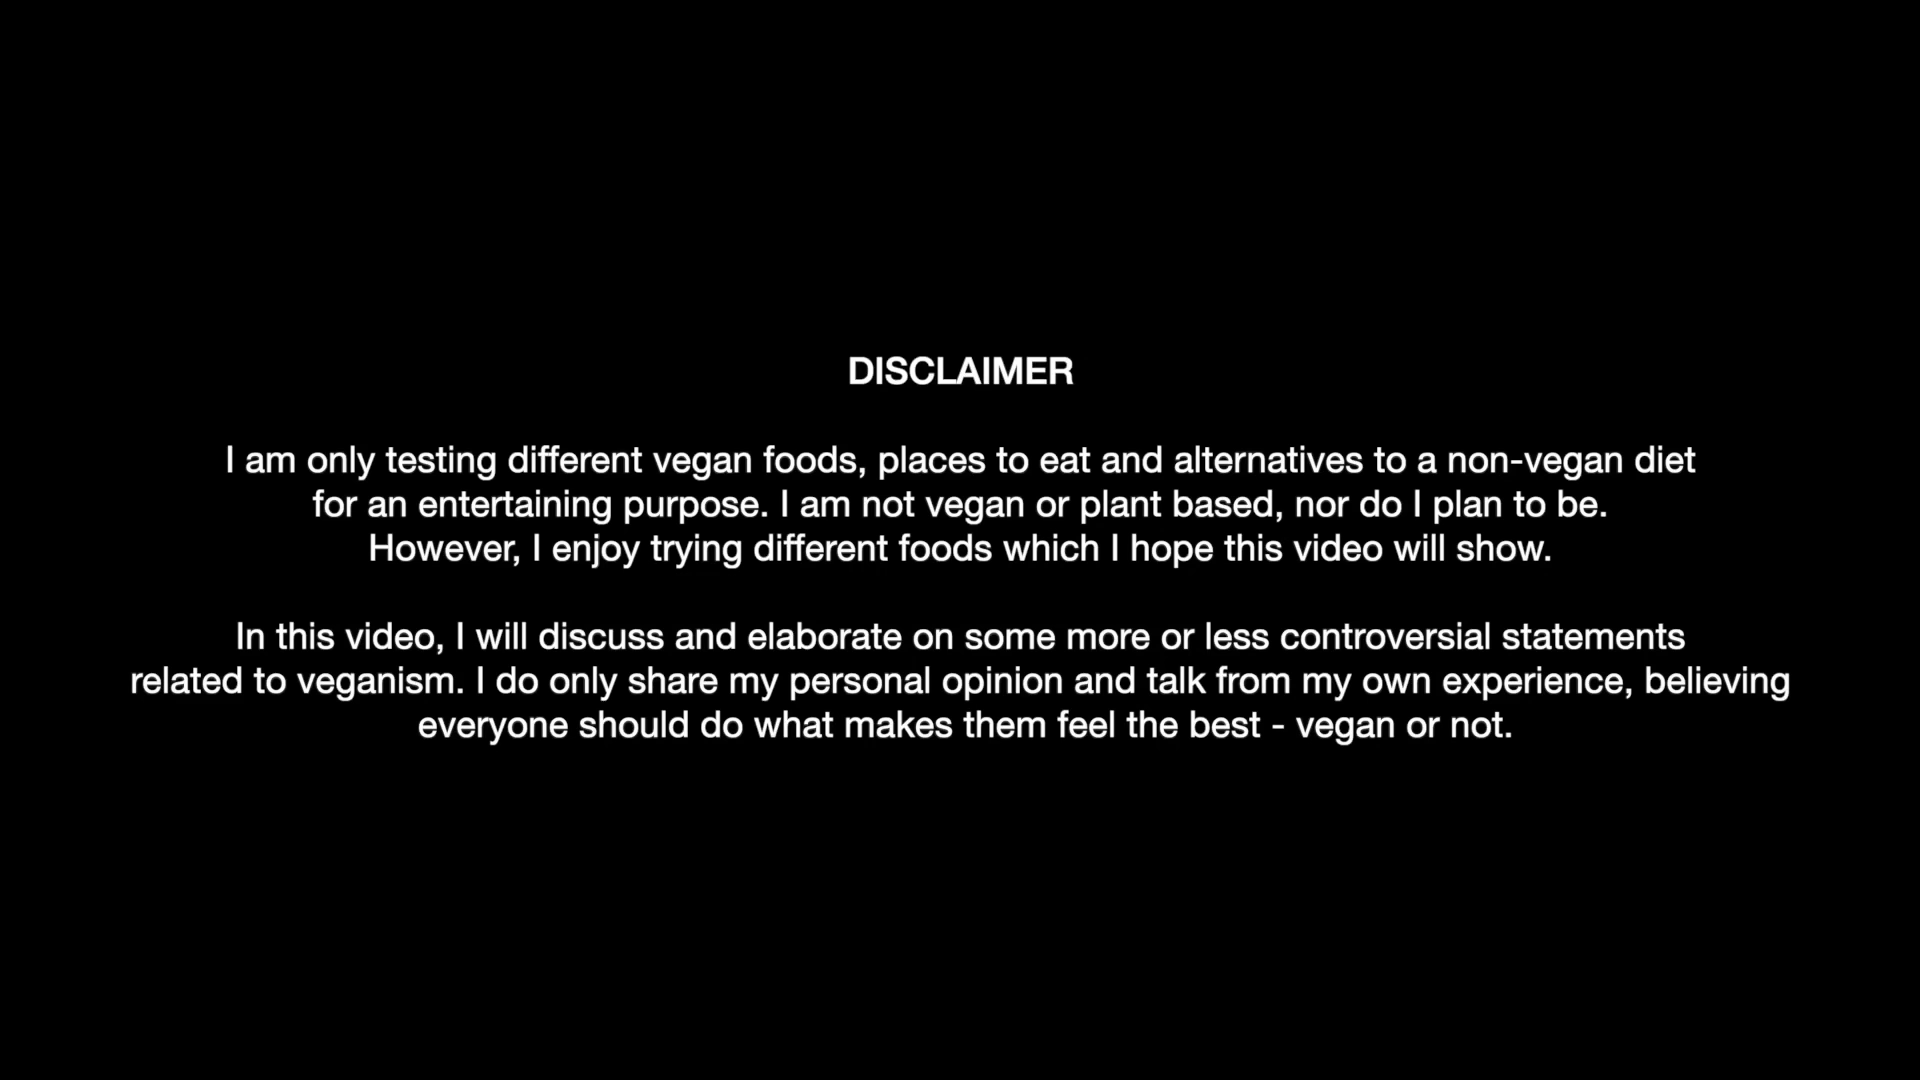 DISCLAIMER
I am only testing different vegan foods, places to eat and alternatives to a non-vegan diet
for an entertaining purpose. I am not vegan or plant based, nor do I plan to be.
However, I enjoy trying different foods which I hope this video will show.
In this video, I will discuss and elaborate on some more or less controversial statements
related to veganism. I do only share my personal opinion and talk from my own experience, believing
everyone should do what makes them feel the best - vegan or not.